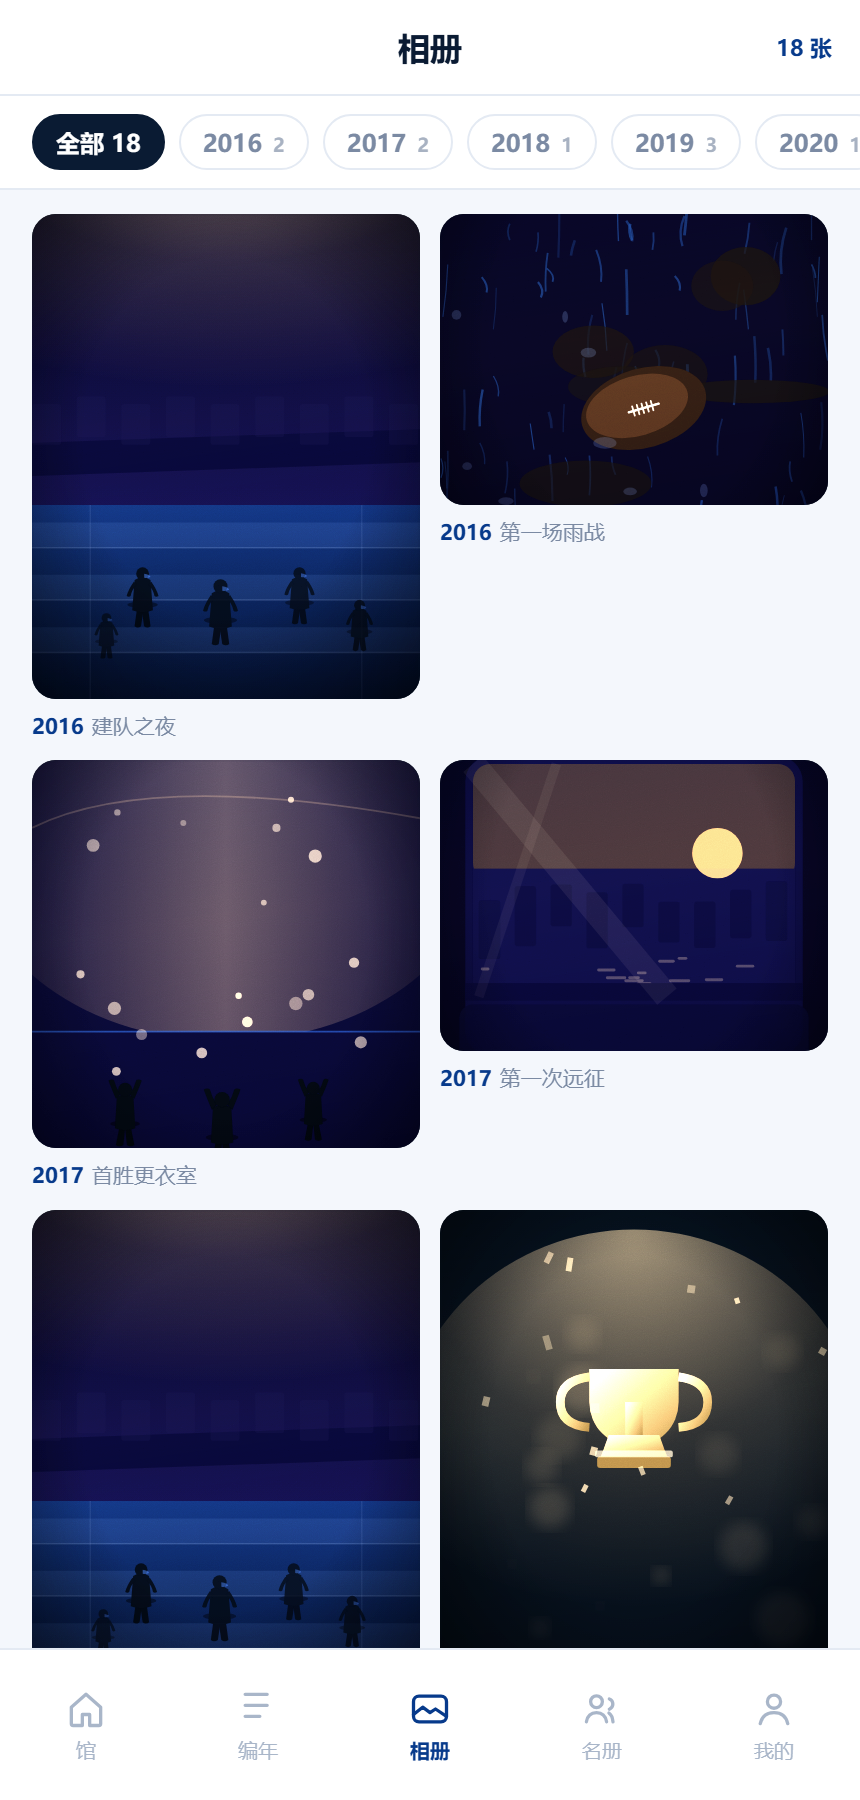 相册
18 张
全部 18
2016 2
2017 2
2018 1
2019 3
2020 1
2016 第一场雨战
2016 建队之夜
2017 第一次远征
2017 首胜更衣室
馆
编年
相册
名册
我的